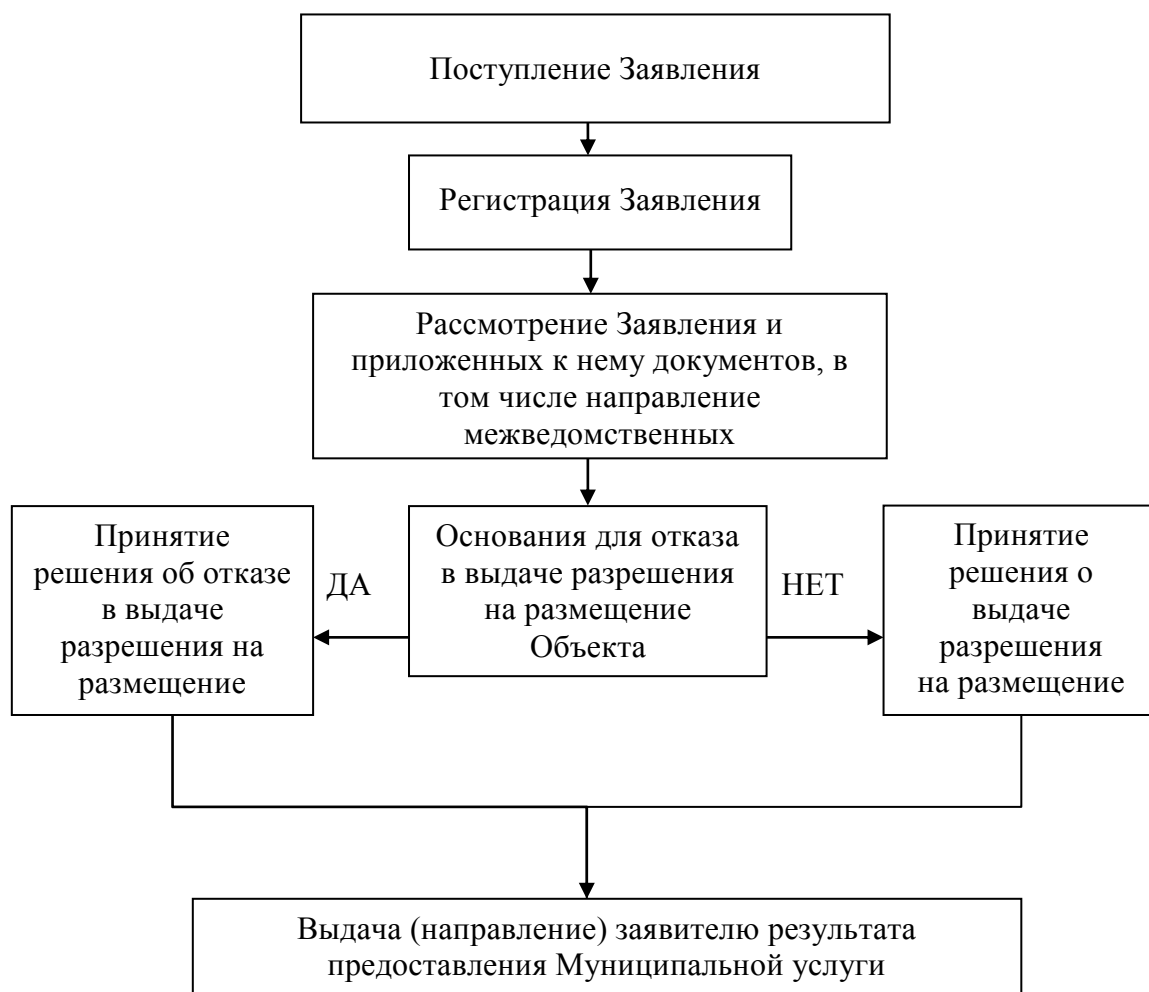 Поступление Заявления
Регистрация Заявления
Рассмотрение Заявления и
приложенных к нему документов, в
том числе направление
межведомственных
Принятие
решения об отказе
в выдаче
разрешения на
размещение
ДА
Основания для отказа
в выдаче разрешения
на размещение
Объекта
НЕТ
Принятие
решения о
выдаче
разрешения
на размещение
Выдача (направление) заявителю результата
предоставления Муниципальной услуги